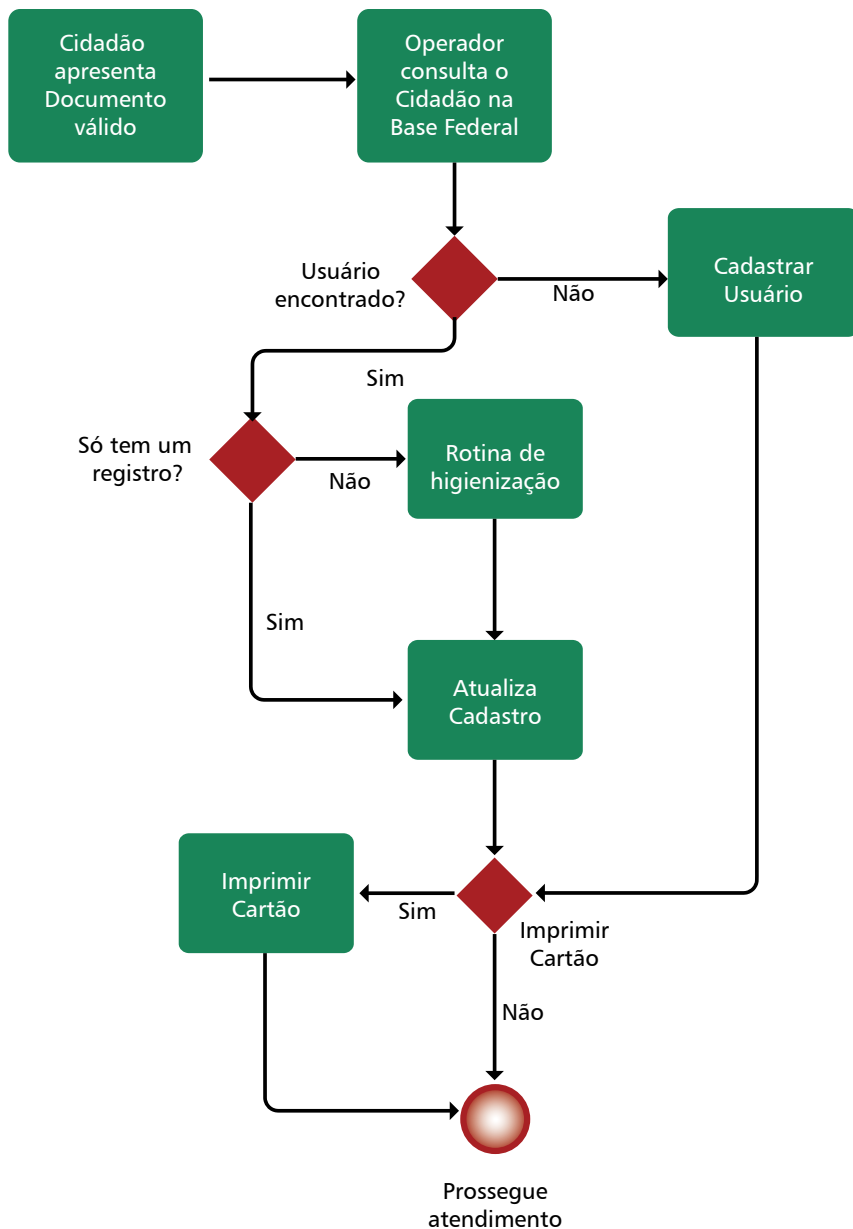 Cidadão
apresenta
Documento
válido
Operador
consulta o
Cidadão na
Base Federal
Usuário
encontrado?
Não
Cadastrar
Usuário
Sim
Só tem um
registro?
Não
Rotina de
higienização
Sim
Atualiza
Cadastro
Imprimir
Cartão
Sim
Imprimir
Cartão
Não
Prossegue
atendimento